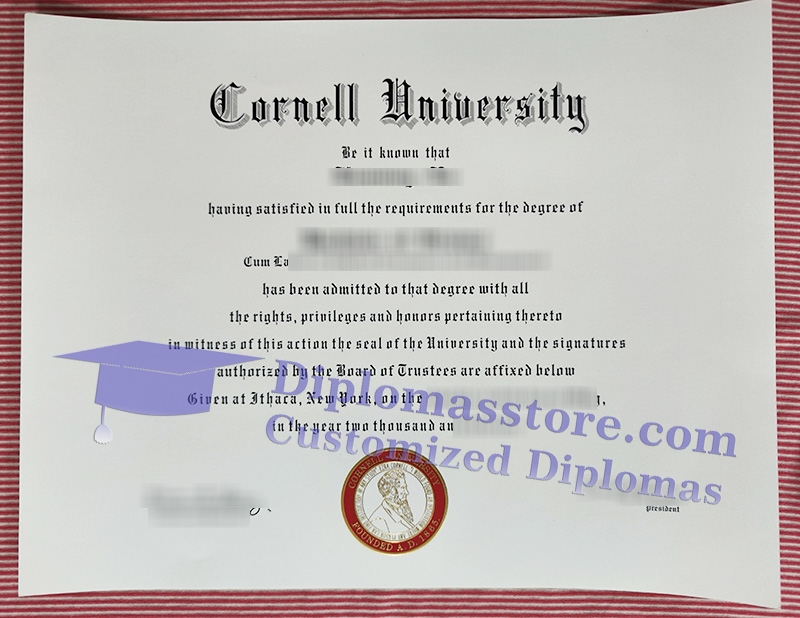 Cornell University
Be it known that
having satisfied in full the requirements for the degree of
Cum La
has been admitted to that degree with all
the rights, privileges and honors pertaining thereto
in witness of this action the seal of the University and the signatures
authorized by the Board of Trustees are affixed below
Given at Ithaca, New York, on the
in the year two thousand an
Diplomasstore.com
Customized Diplomas
CORNELL UNIVERSITY
FOUNDED A.D. 1865
president